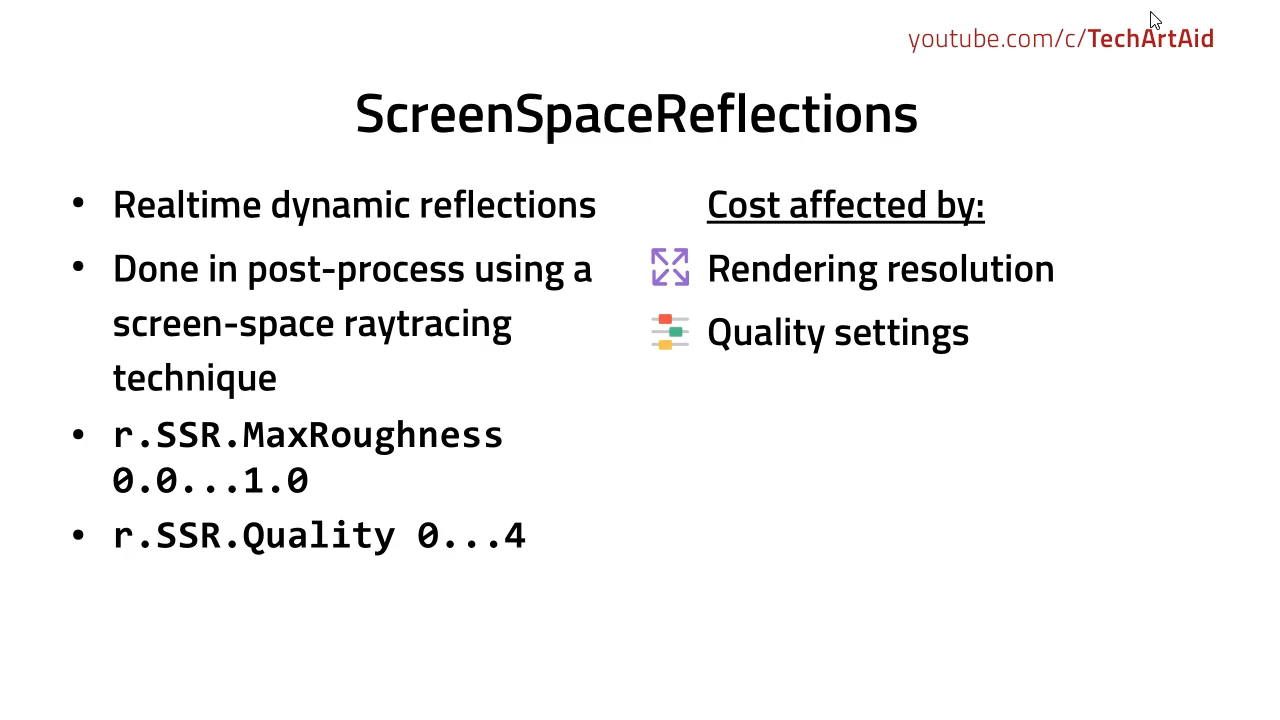 youtube.com/c/TechArtAid
ScreenSpaceReflections
• Realtime dynamic reflections
• Done in post-process using a
screen-space raytracing
technique
• r.SSR.MaxRoughness
0.0...1.0
• r.SSR.Quality 0...4
Cost affected by:
Rendering resolution
Quality settings